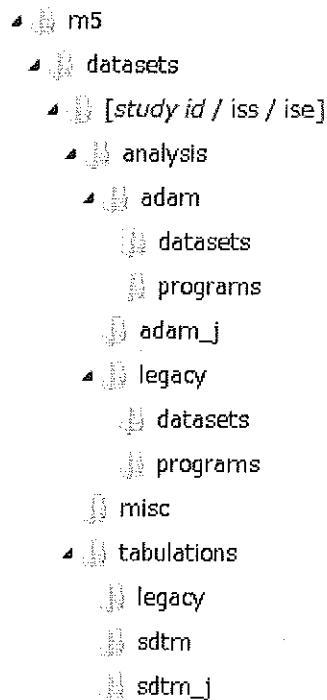 m5
datasets
[study id / iss / ise]
analysis
adam
datasets
programs
adam_j
legacy
datasets
programs
misc
tabulations
legacy
sdtm
sdtm_j